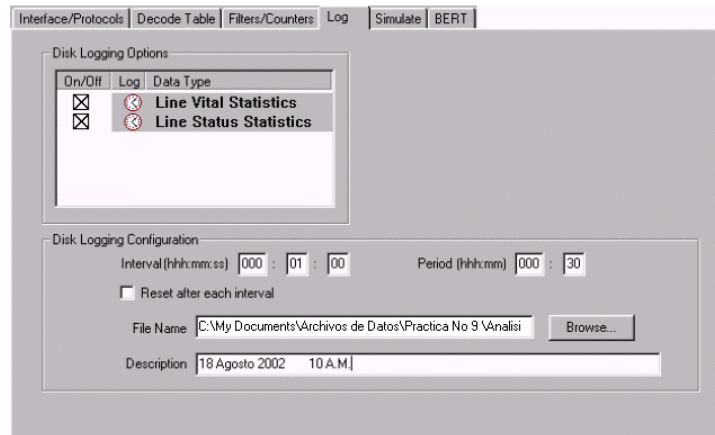 Interface/Protocols Decode Table Filters/Counters Log Simulate BERT
Disk Logging Options
On/Off Log Data Type
Line Vital Statistics
Line Status Statistics
Disk Logging Configuration
Interval (hhh:mm:ss) 000 : 01 : 00 Period (hhh:mm) 000 : 30
Reset after each interval
File Name C:\My Documents\Archivos de Datos\Practica No 9 \Analisi Browse...
Description 18 Agosto 2002 10 A.M.